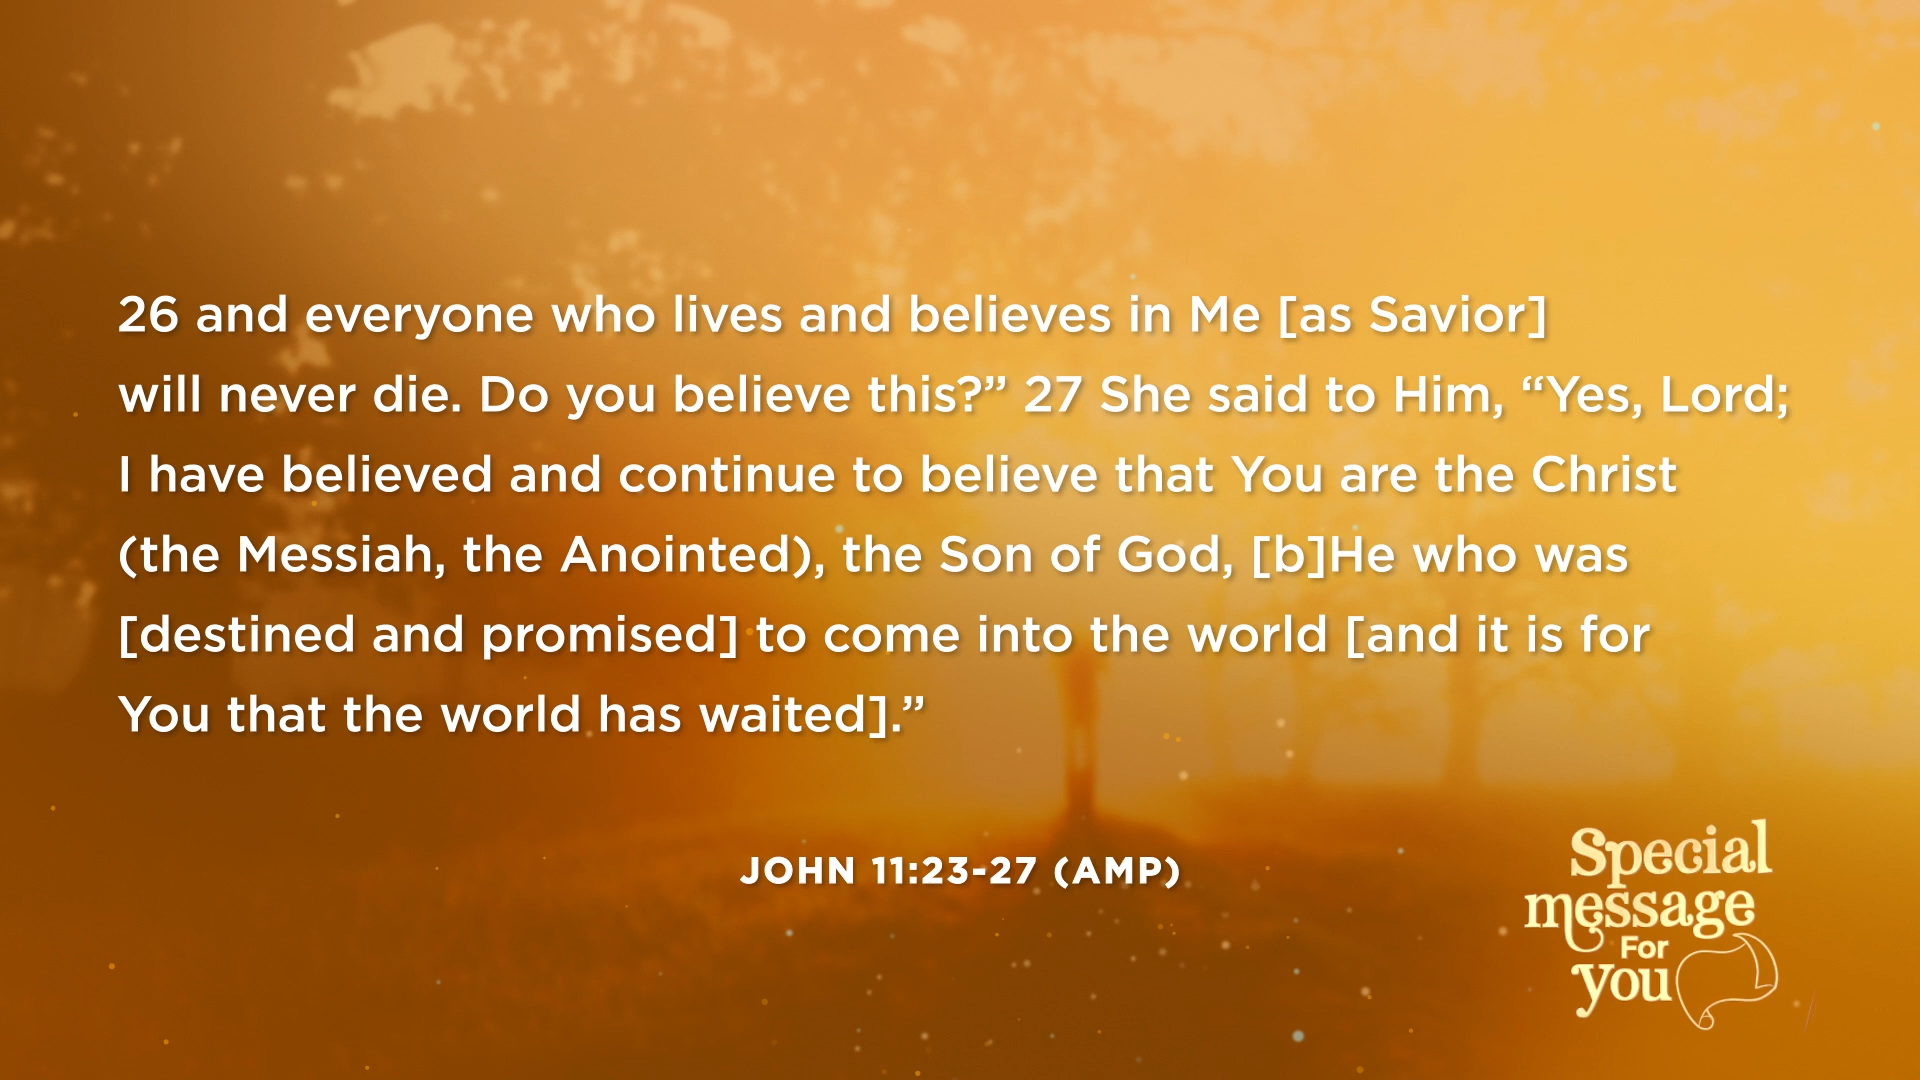 26 and everyone who lives and believes in Me [as Savior]
will never die. Do you believe this?” 27 She said to Him, “Yes, Lord;
I have believed and continue to believe that You are the Christ
(the Messiah, the Anointed), the Son of God, [b]He who was
[destined and promised] to come into the world [and it is for
You that the world has waited].”
JOHN 11:23-27 (AMP)
Special
message
For
you